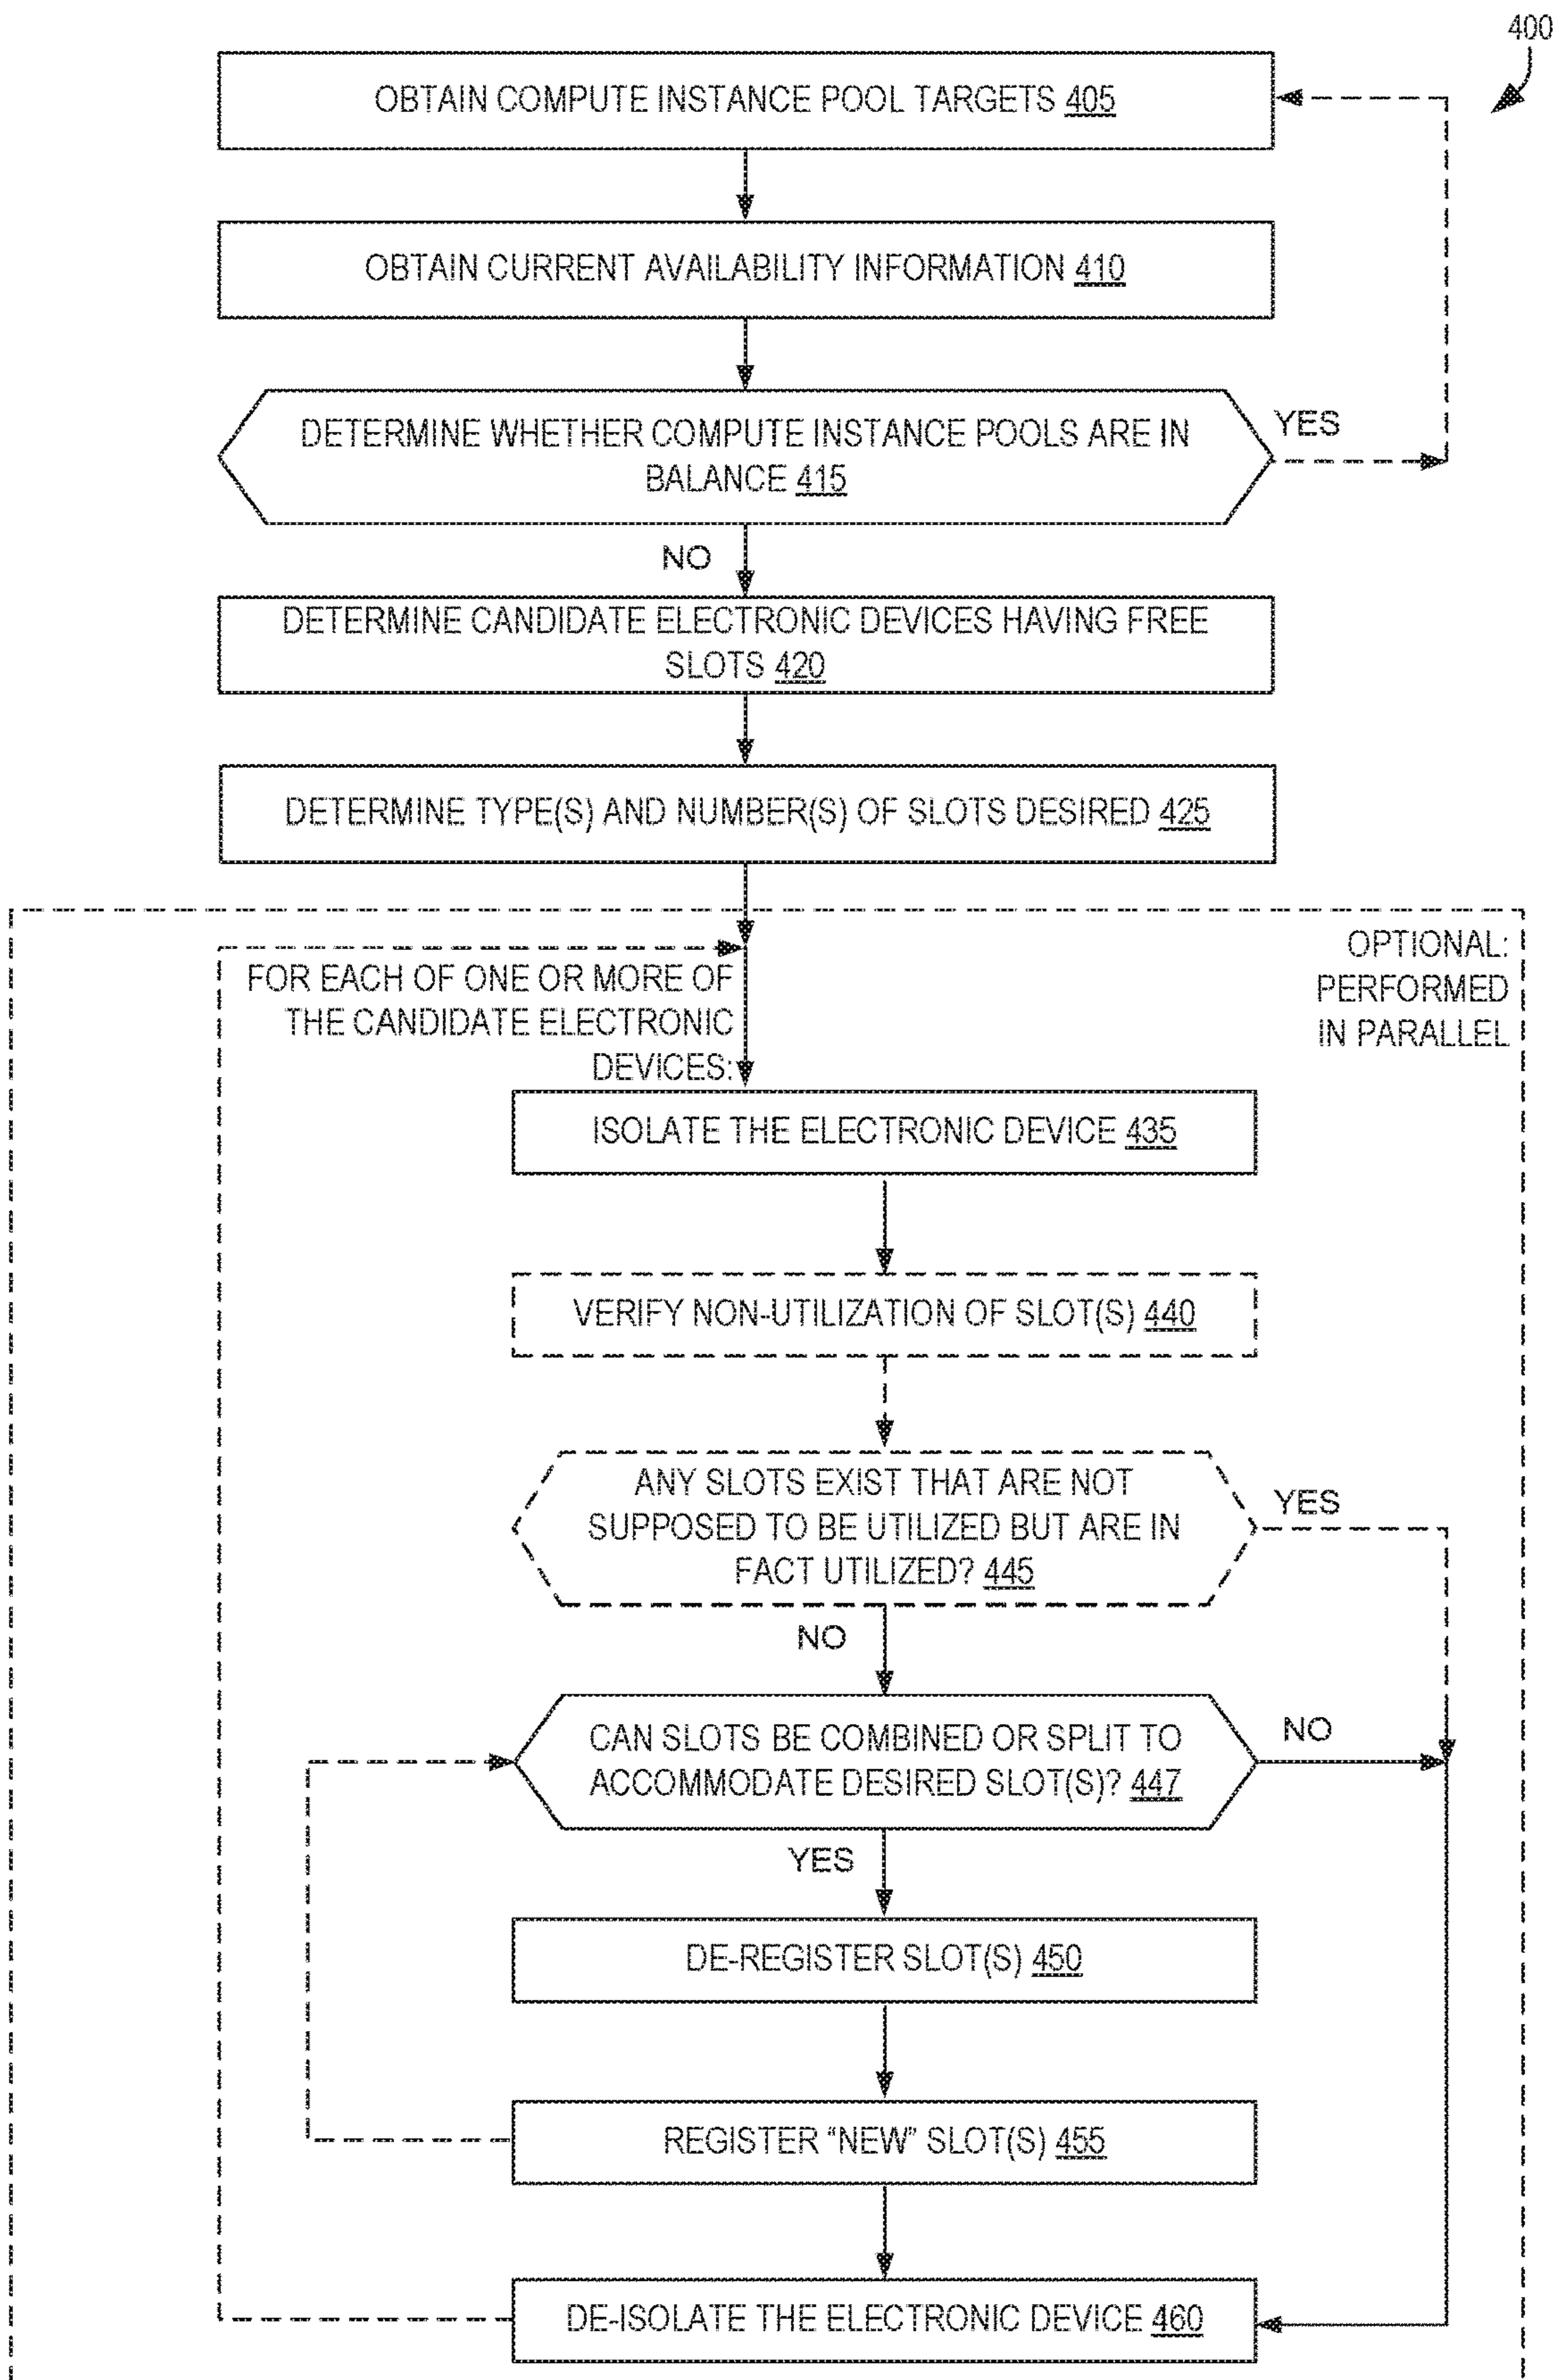 400
OBTAIN COMPUTE INSTANCE POOL TARGETS 405
OBTAIN CURRENT AVAILABILITY INFORMATION 410
DETERMINE WHETHER COMPUTE INSTANCE POOLS ARE IN
BALANCE 415
YES
NO
DETERMINE CANDIDATE ELECTRONIC DEVICES HAVING FREE
SLOTS 420
DETERMINE TYPE(S) AND NUMBER(S) OF SLOTS DESIRED 425
OPTIONAL:
PERFORMED
IN PARALLEL
FOR EACH OF ONE OR MORE OF
THE CANDIDATE ELECTRONIC
DEVICES:
ISOLATE THE ELECTRONIC DEVICE 435
VERIFY NON-UTILIZATION OF SLOT(S) 440
ANY SLOTS EXIST THAT ARE NOT
SUPPOSED TO BE UTILIZED BUT ARE IN
FACT UTILIZED? 445
YES
NO
CAN SLOTS BE COMBINED OR SPLIT TO
ACCOMMODATE DESIRED SLOT(S)? 447
NO
YES
DE-REGISTER SLOT(S) 450
REGISTER “NEW” SLOT(S) 455
DE-ISOLATE THE ELECTRONIC DEVICE 460